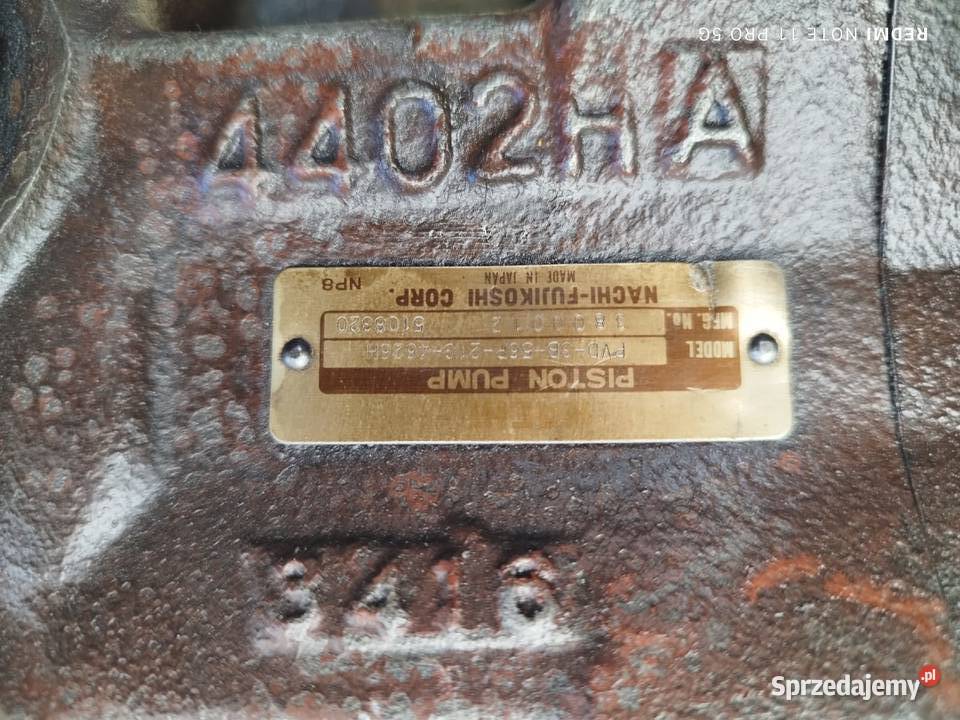 REDMI NOTE 11 PRO 5G
4402HA
PISTON PUMP
MODEL
MFG. No.
NACHI-FUJIKOSHI CORP.
MADE IN JAPAN
NP8
3416
Sprzedajemy.pl